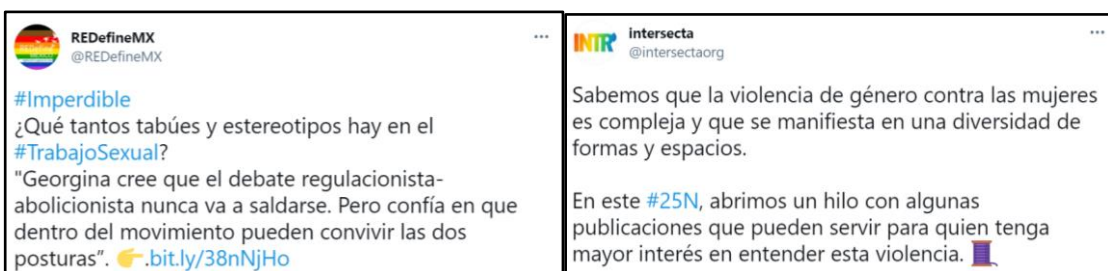 REDefineMX
@REDefineMX
#Imperdible
¿Qué tantos tabúes y estereotipos hay en el
#TrabajoSexual?
"Georgina cree que el debate regulacionista-
abolicionista nunca va a saldarse. Pero confía en que
dentro del movimiento pueden convivir las dos
posturas”. 👉.bit.ly/38nNjHo
INTR
intersecta
@intersectaorg
Sabemos que la violencia de género contra las mujeres
es compleja y que se manifiesta en una diversidad de
formas y espacios.
En este #25N, abrimos un hilo con algunas
publicaciones que pueden servir para quien tenga
mayor interés en entender esta violencia. 🧵